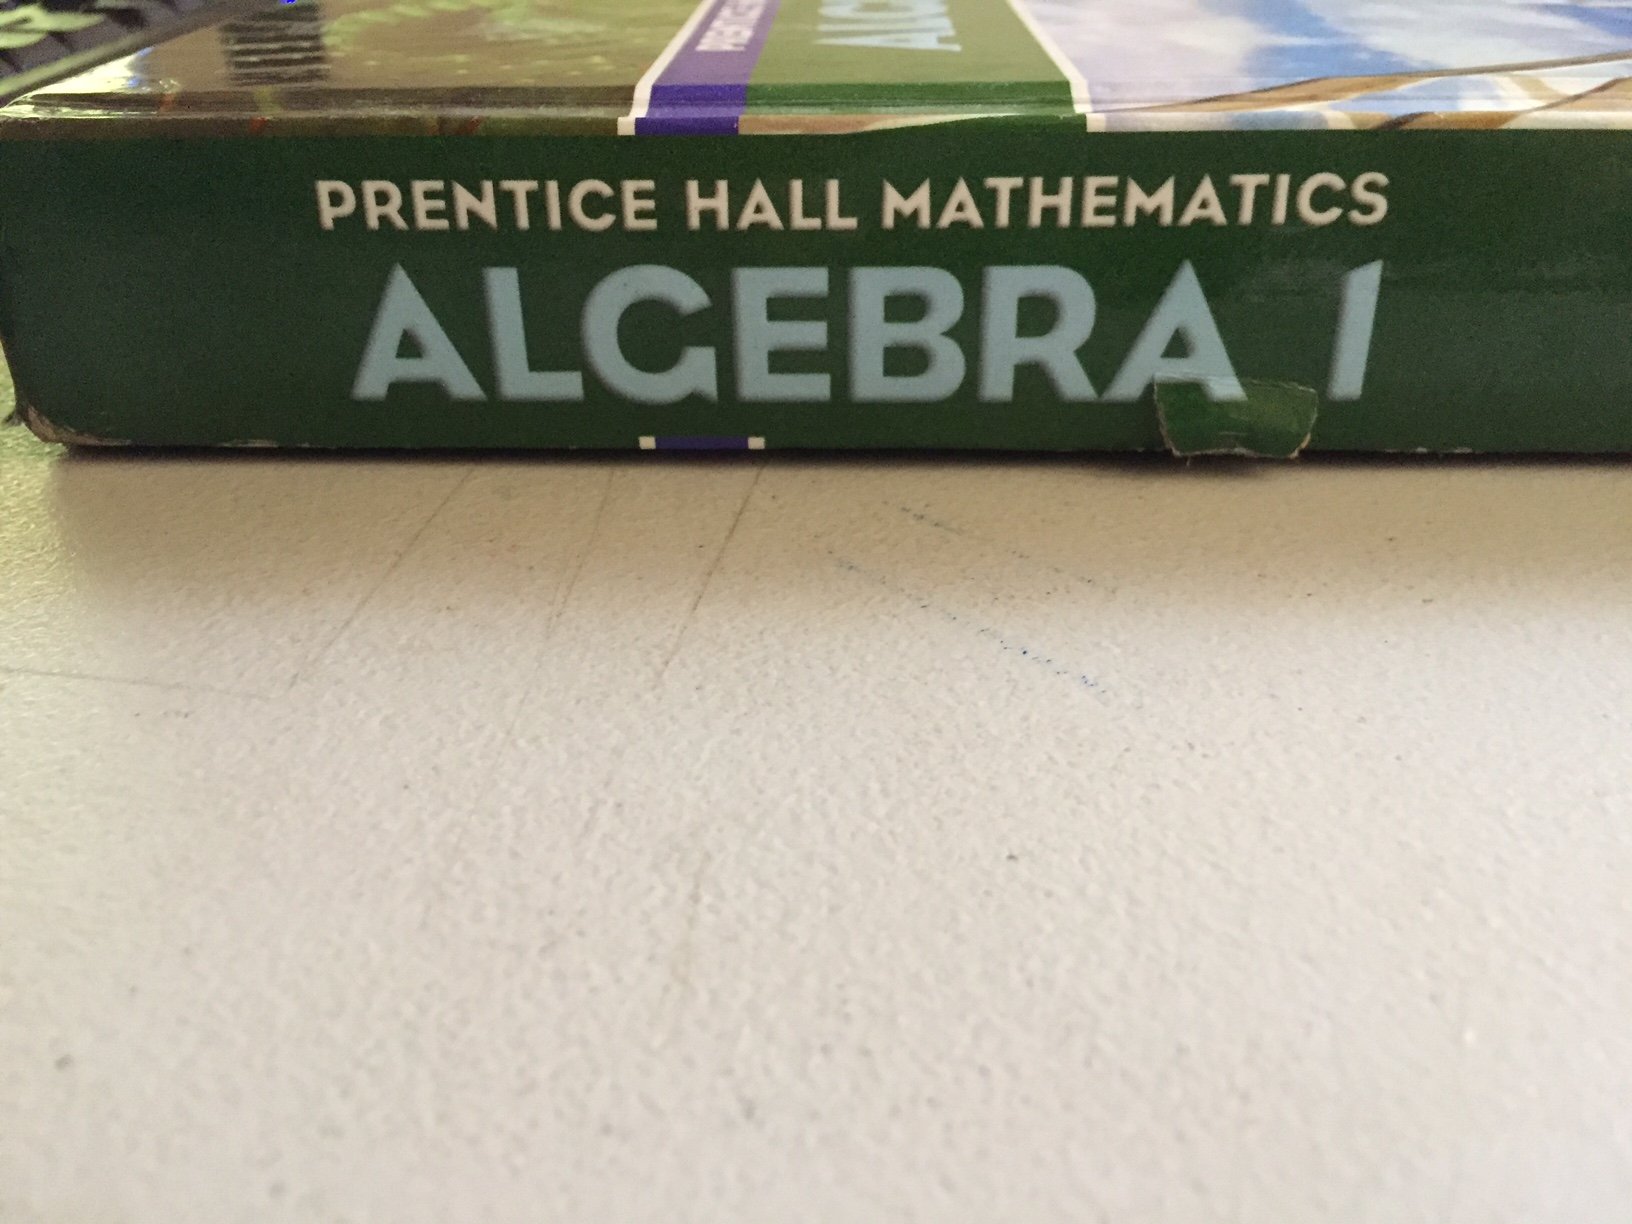 PRENTICE HALL MATHEMATICS
ALGEBRA 1